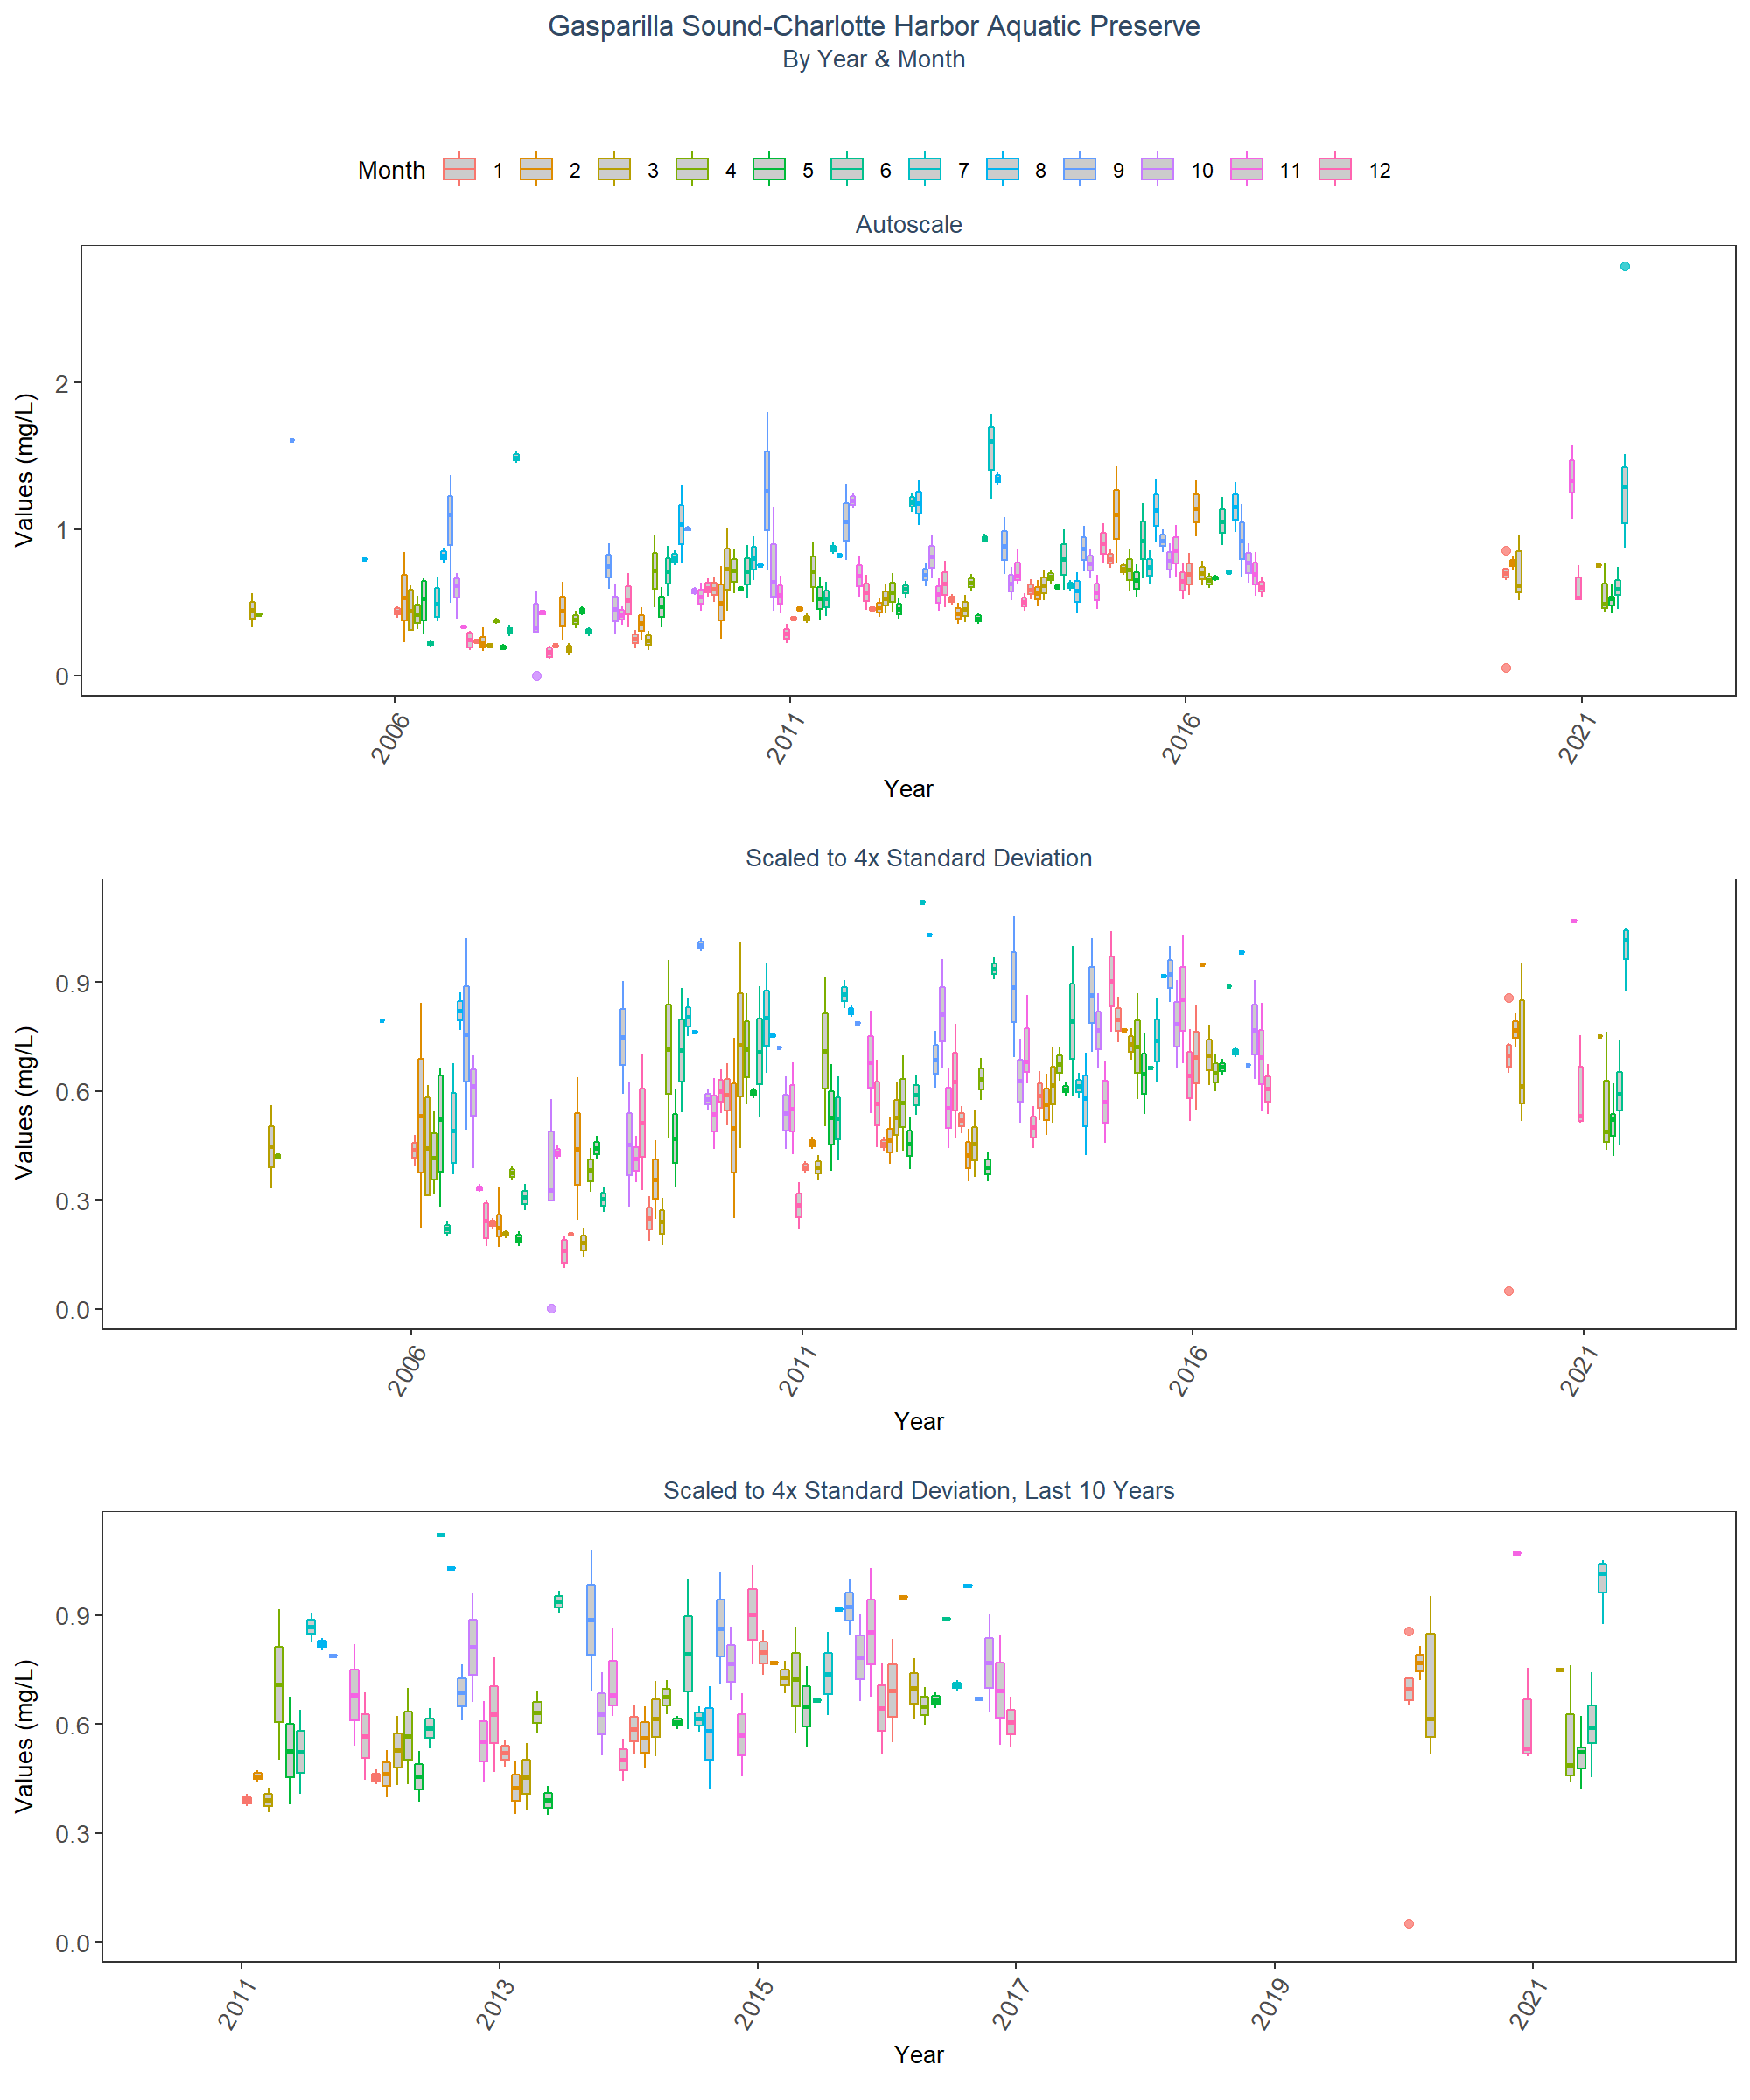 Gasparilla Sound-Charlotte Harbor Aquatic Preserve
By Year & Month
Month 1 2 3 4 5 6 7 8 9 10 11 12
Autoscale
Values (mg/L)
2
1
0
2006 2011 2016 2021
Year
Scaled to 4x Standard Deviation
Values (mg/L)
0.9
0.6
0.3
0.0
2006 2011 2016 2021
Year
Scaled to 4x Standard Deviation, Last 10 Years
Values (mg/L)
0.9
0.6
0.3
0.0
2011 2013 2015 2017 2019 2021
Year